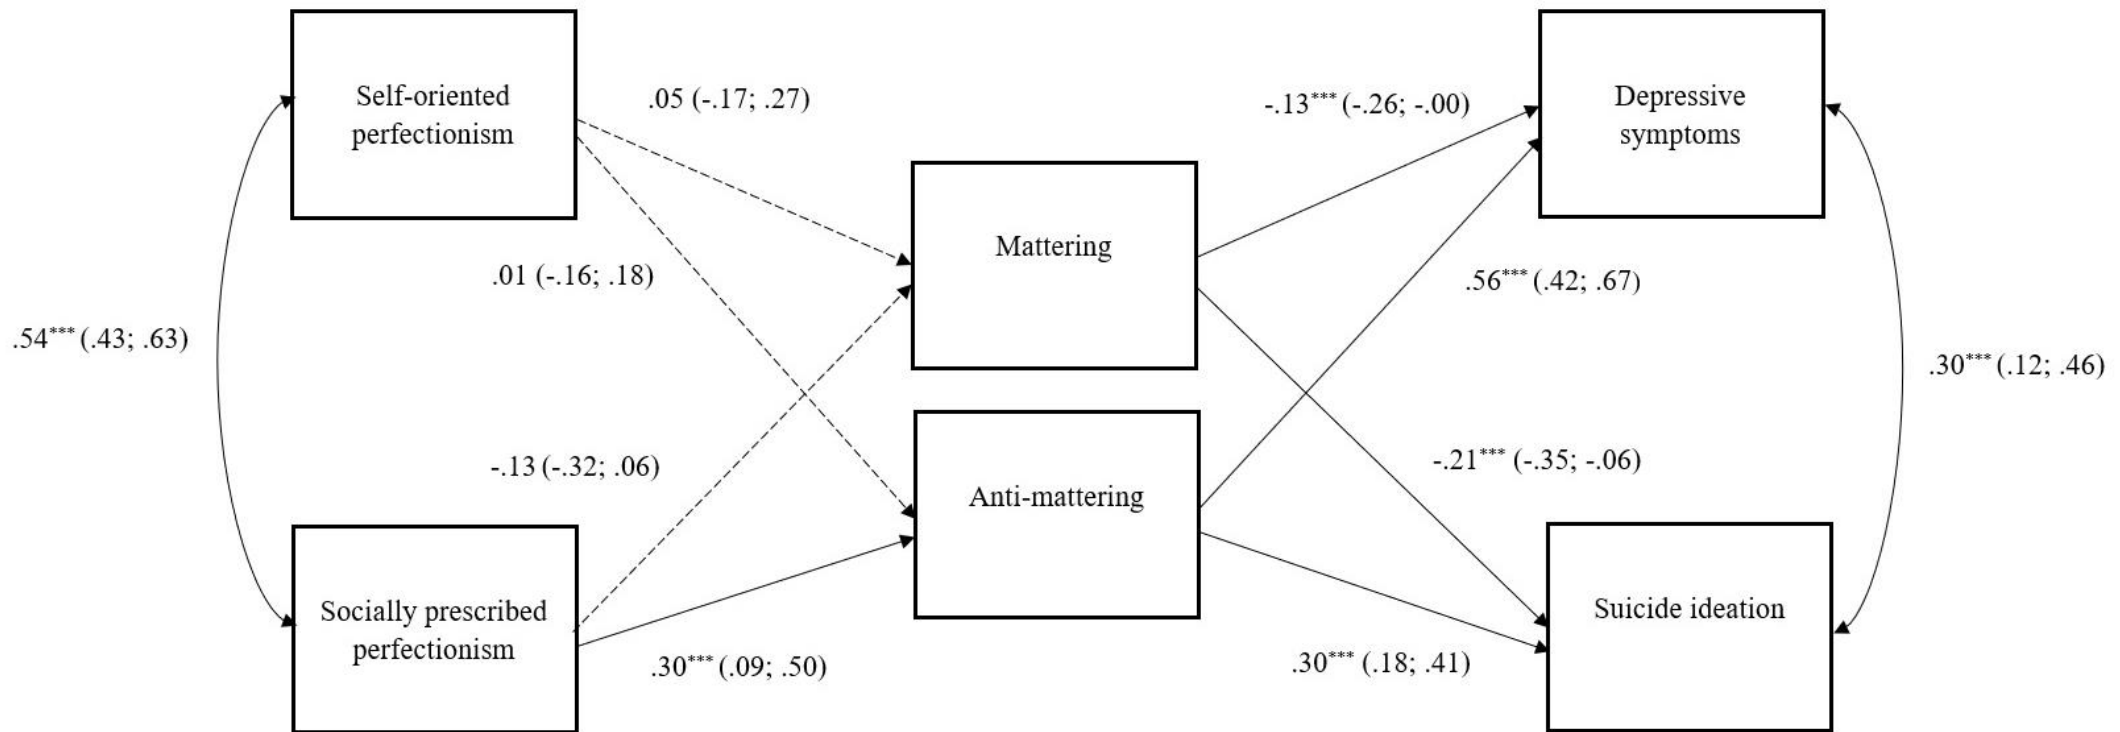 Self-oriented
perfectionism
.05 (-.17; .27)
-.13*** (-.26; -.00)
Depressive
symptoms
Mattering
.01 (-.16; .18)
.56*** (.42; .67)
.54*** (.43; .63)
.30*** (.12; .46)
-.13 (-.32; .06)
-.21*** (-.35; -.06)
Anti-mattering
Socially prescribed
perfectionism
Suicide ideation
.30*** (.09; .50)
.30*** (.18; .41)